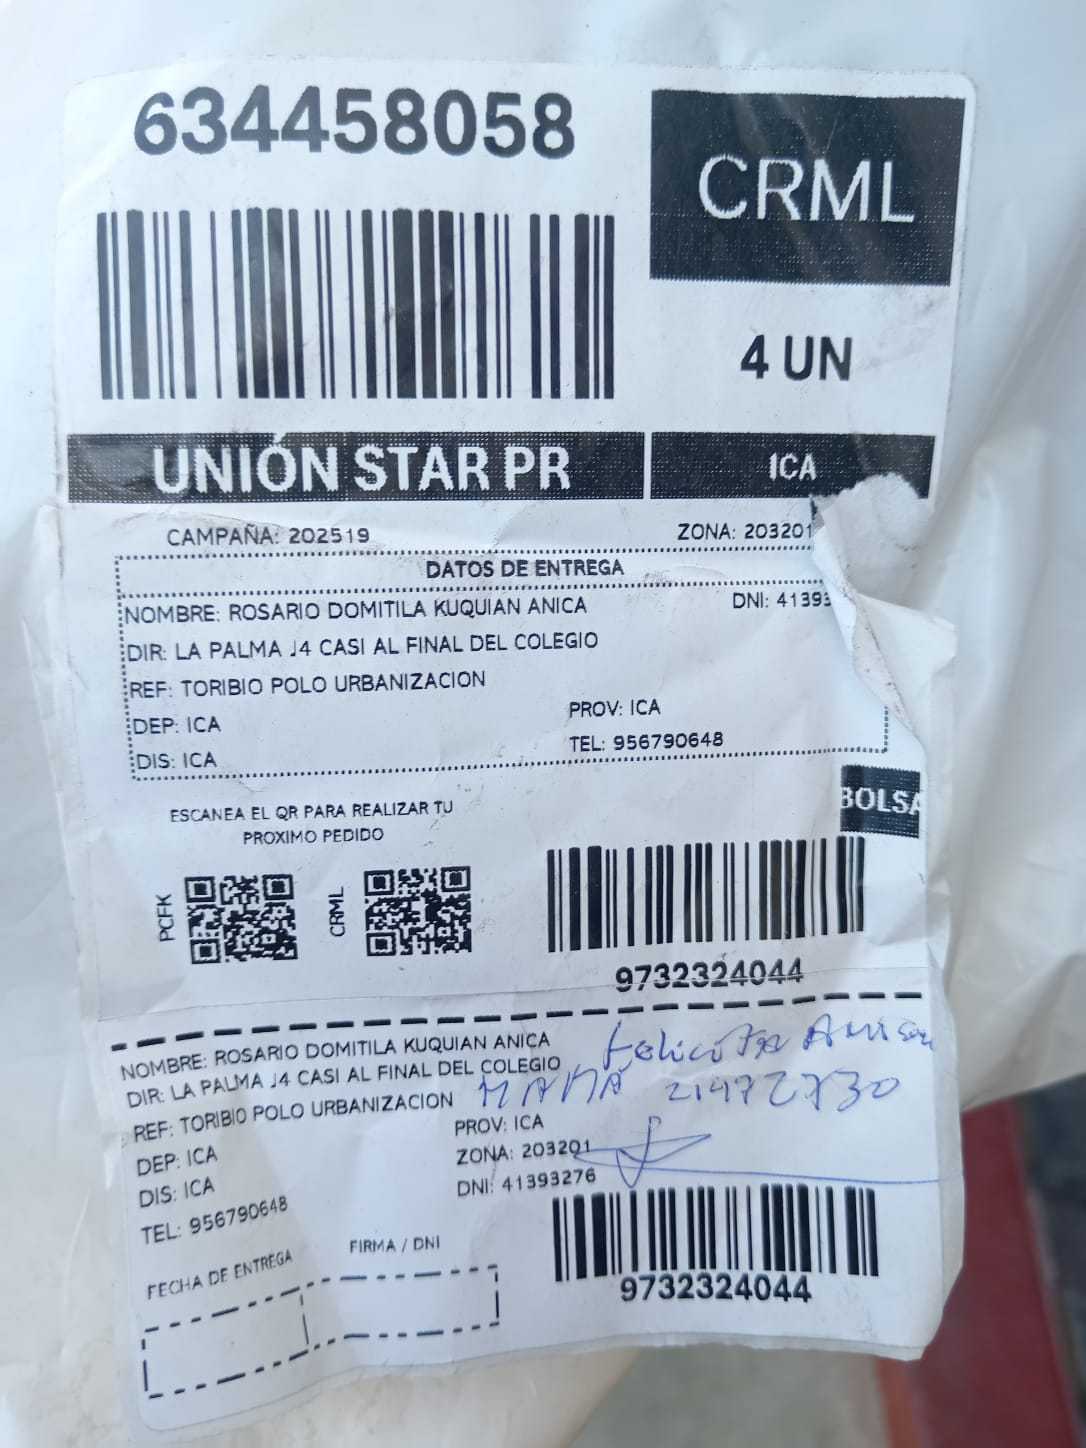 634458058
CRML
4 UN
UNIÓN STAR PR
ICA
CAMPAÑA: 202519
ZONA: 203201
DATOS DE ENTREGA
NOMBRE: ROSARIO DOMITILA KUQUIAN ANICA
DNI: 41393
DIR: LA PALMA J4 CASI AL FINAL DEL COLEGIO
REF: TORIBIO POLO URBANIZACION
DEP: ICA
PROV: ICA
DIS: ICA
TEL: 956790648
BOLSA
ESCANEA EL QR PARA REALIZAR TU
PROXIMO PEDIDO
PCFK
CRML
9732324044
NOMBRE: ROSARIO DOMITILA KUQUIAN ANICA
DIR: LA PALMA J4 CASI AL FINAL DEL COLEGIO
REF: TORIBIO POLO URBANIZACION
MAMA
DEP: ICA
PROV: ICA
DIS: ICA
ZONA: 203201
TEL: 956790648
DNI: 41393276
FECHA DE ENTREGA
FIRMA / DNI
9732324044